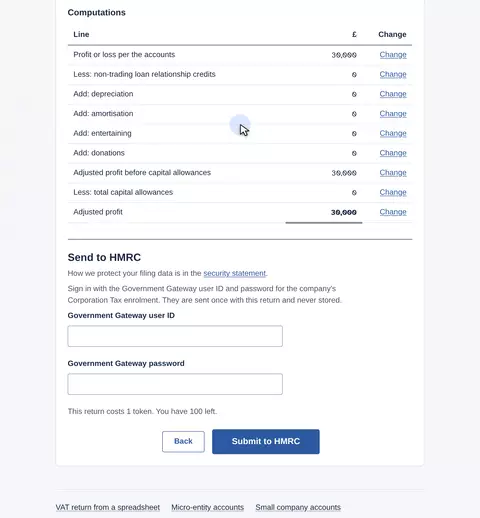 Computations
Line £ Change
Profit or loss per the accounts 30,000 Change
Less: non-trading loan relationship credits 0 Change
Add: depreciation 0 Change
Add: amortisation 0 Change
Add: entertaining 0 Change
Add: donations 0 Change
Adjusted profit before capital allowances 30,000 Change
Less: total capital allowances 0 Change
Adjusted profit 30,000 Change
Send to HMRC
How we protect your filing data is in the security statement.
Sign in with the Government Gateway user ID and password for the company's
Corporation Tax enrolment. They are sent once with this return and never stored.
Government Gateway user ID
Government Gateway password
This return costs 1 token. You have 100 left.
Back Submit to HMRC
VAT return from a spreadsheet Micro-entity accounts Small company accounts